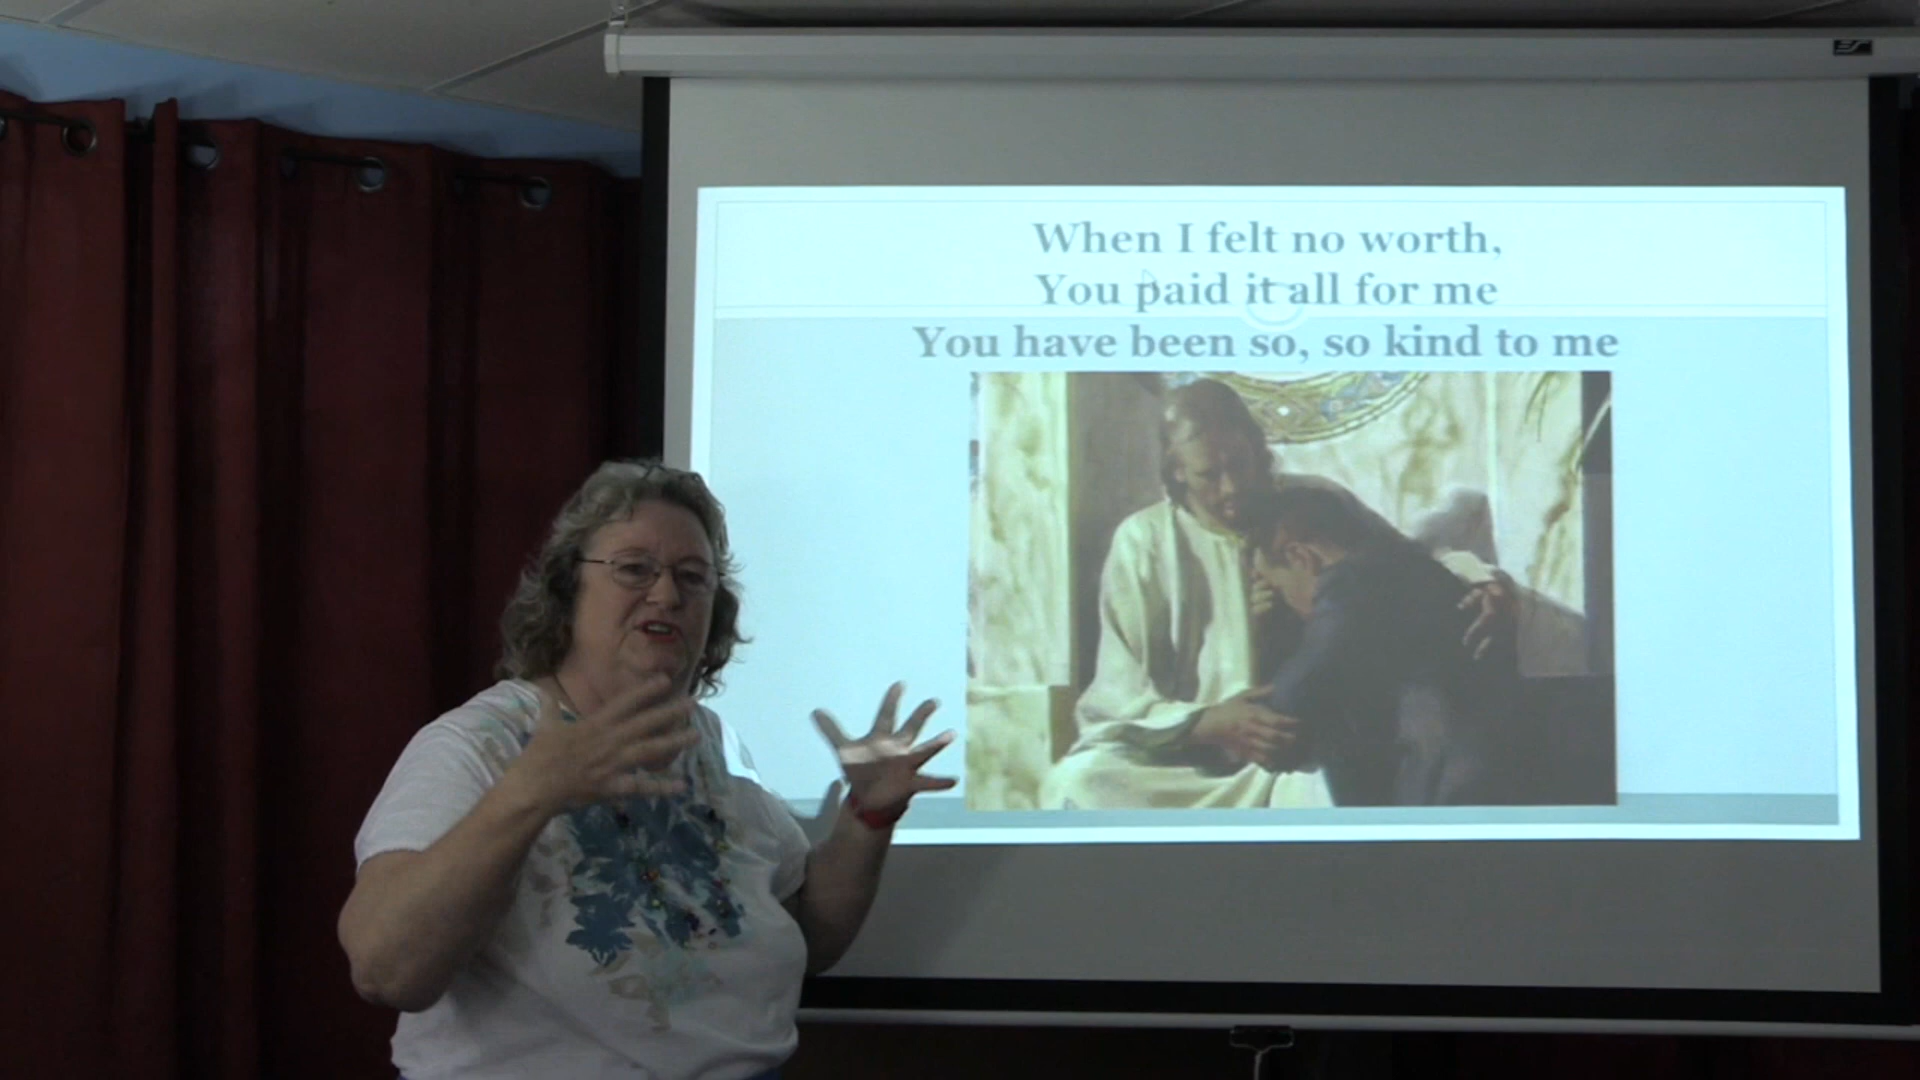 When I felt no worth,
You paid it all for me
You have been so, so kind to me